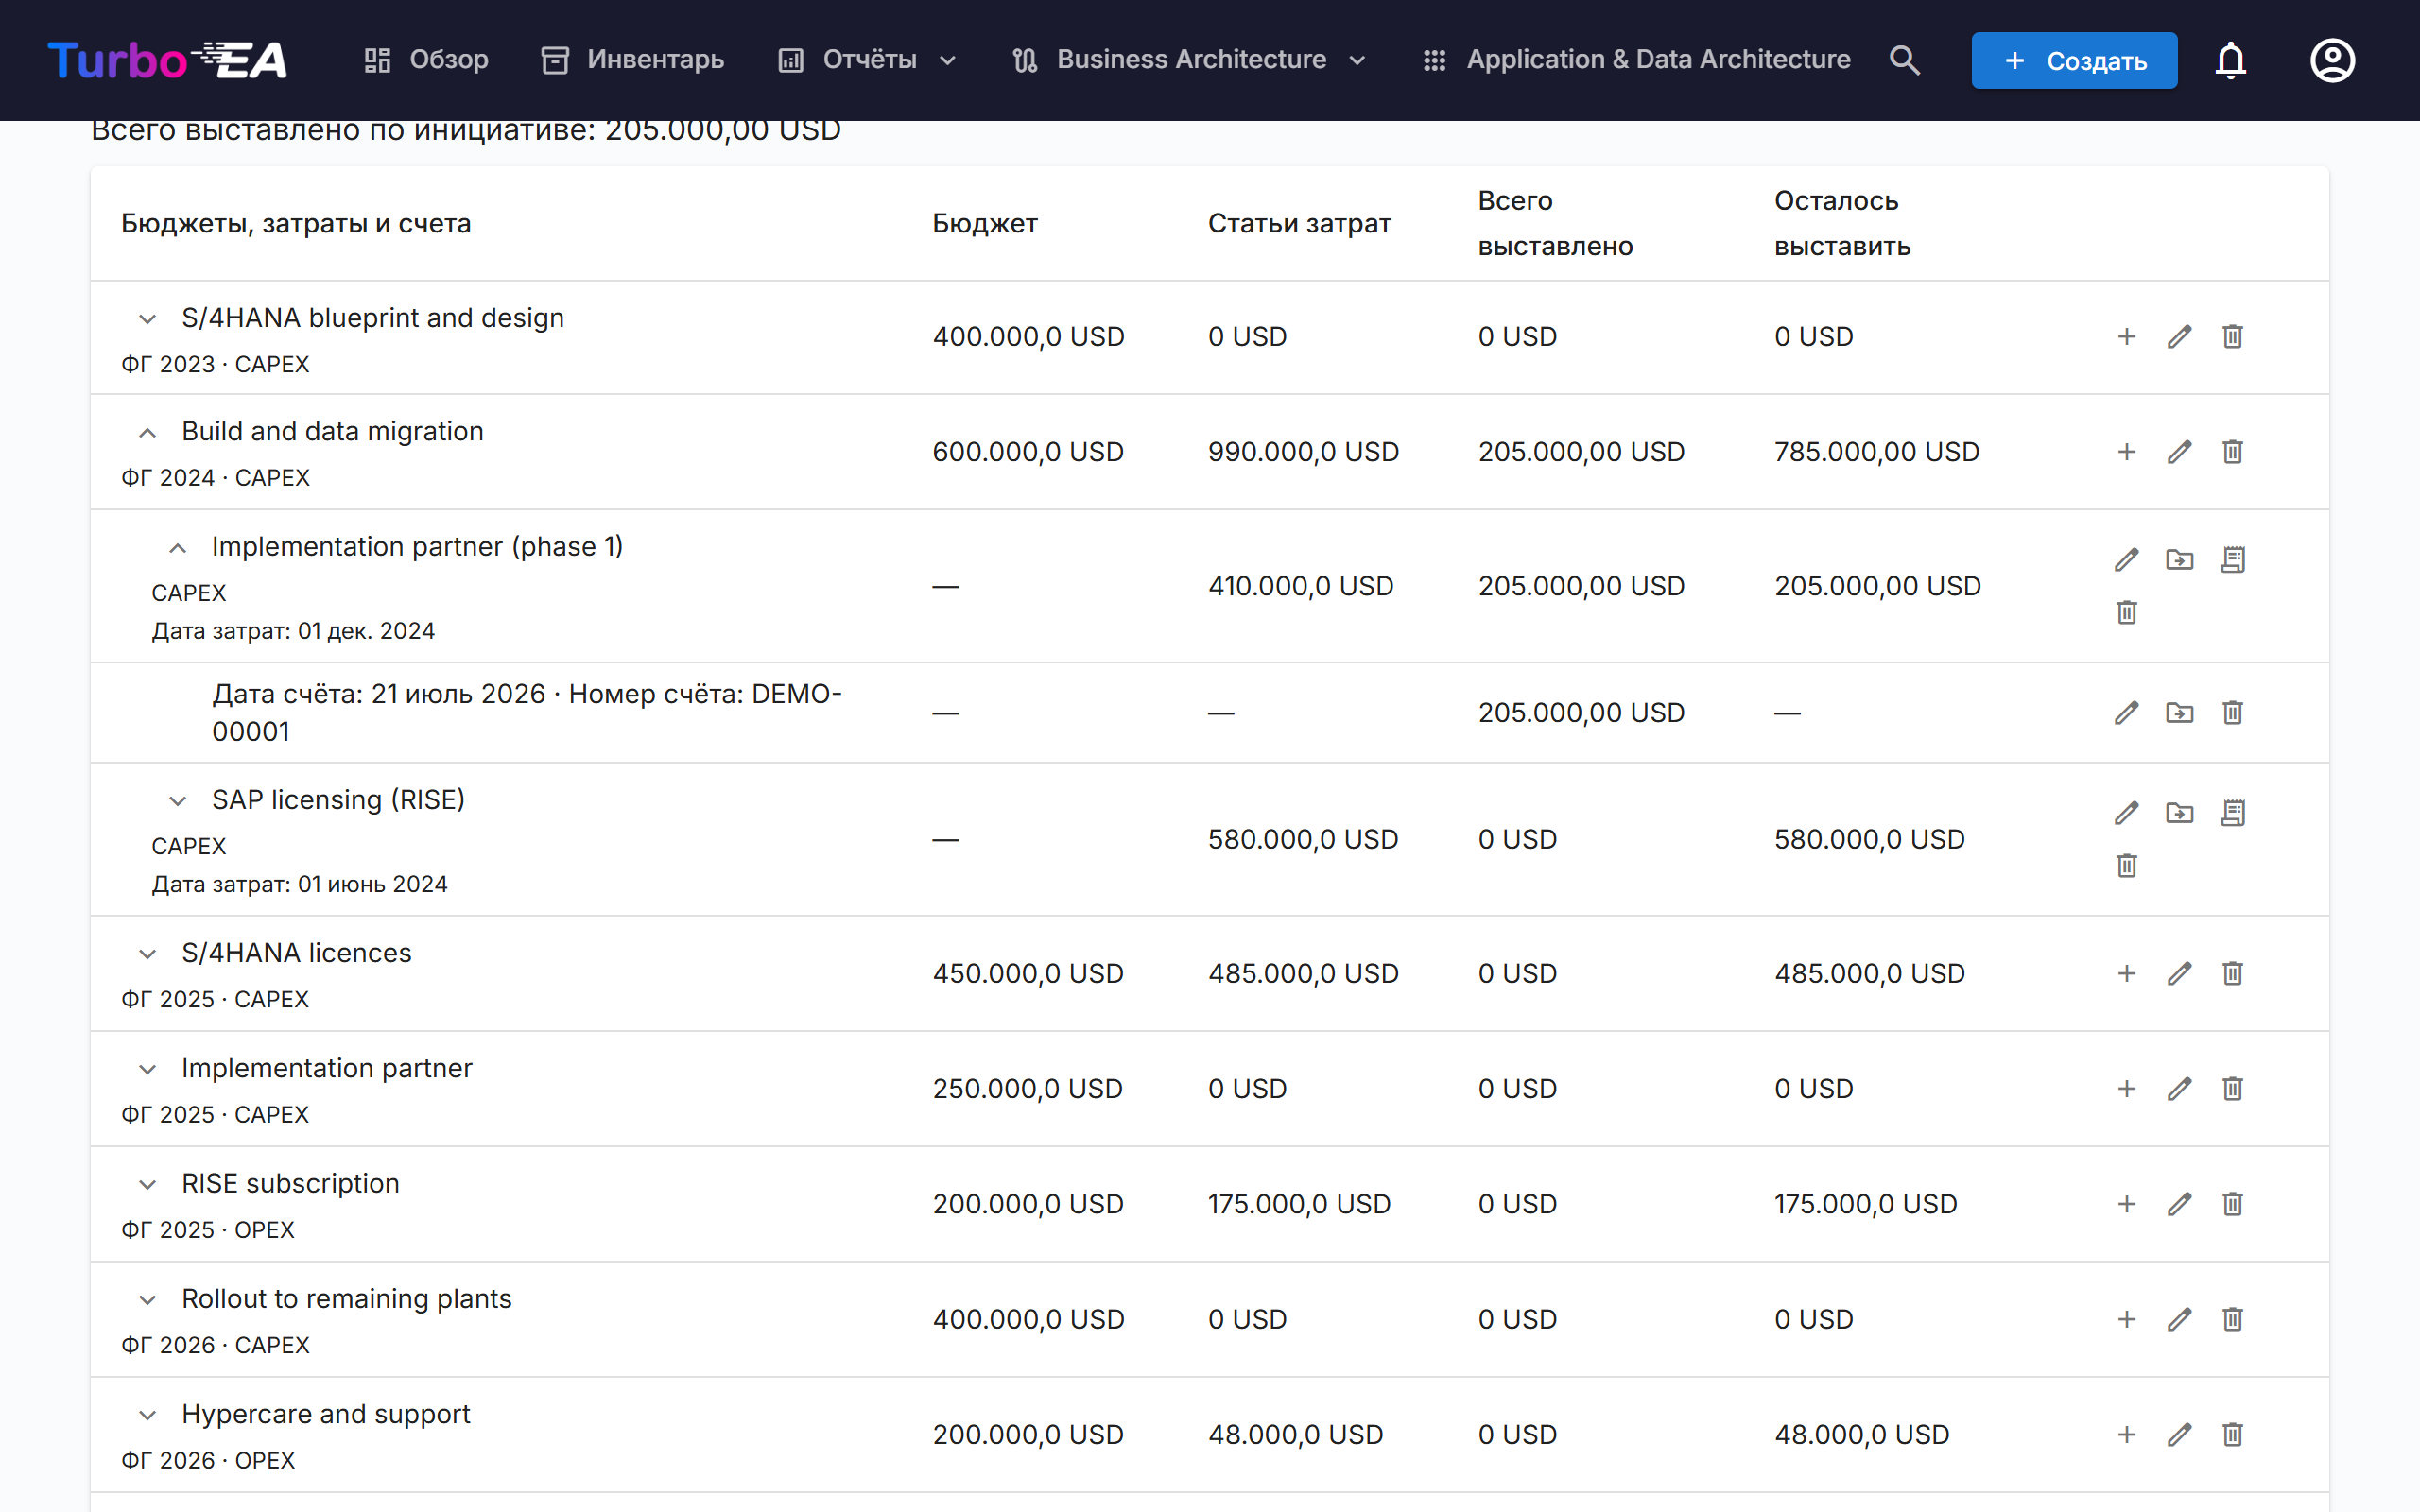 Turbo EA
Обзор
Инвентарь
Отчёты
Business Architecture
Application & Data Architecture
Создать
Всего выставлено по инициативе: 205.000,00 USD
Бюджеты, затраты и счета
Бюджет
Статьи затрат
Всего
выставлено
Осталось
выставить
S/4HANA blueprint and design
ФГ 2023 · CAPEX
400.000,0 USD
0 USD
0 USD
0 USD
Build and data migration
ФГ 2024 · CAPEX
600.000,0 USD
990.000,0 USD
205.000,00 USD
785.000,00 USD
Implementation partner (phase 1)
CAPEX
Дата затрат: 01 дек. 2024
—
410.000,0 USD
205.000,00 USD
205.000,00 USD
Дата счёта: 21 июль 2026 · Номер счёта: DEMO-
00001
—
—
205.000,00 USD
—
SAP licensing (RISE)
CAPEX
Дата затрат: 01 июнь 2024
—
580.000,0 USD
0 USD
580.000,0 USD
S/4HANA licences
ФГ 2025 · CAPEX
450.000,0 USD
485.000,0 USD
0 USD
485.000,0 USD
Implementation partner
ФГ 2025 · CAPEX
250.000,0 USD
0 USD
0 USD
0 USD
RISE subscription
ФГ 2025 · OPEX
200.000,0 USD
175.000,0 USD
0 USD
175.000,0 USD
Rollout to remaining plants
ФГ 2026 · CAPEX
400.000,0 USD
0 USD
0 USD
0 USD
Hypercare and support
ФГ 2026 · OPEX
200.000,0 USD
48.000,0 USD
0 USD
48.000,0 USD